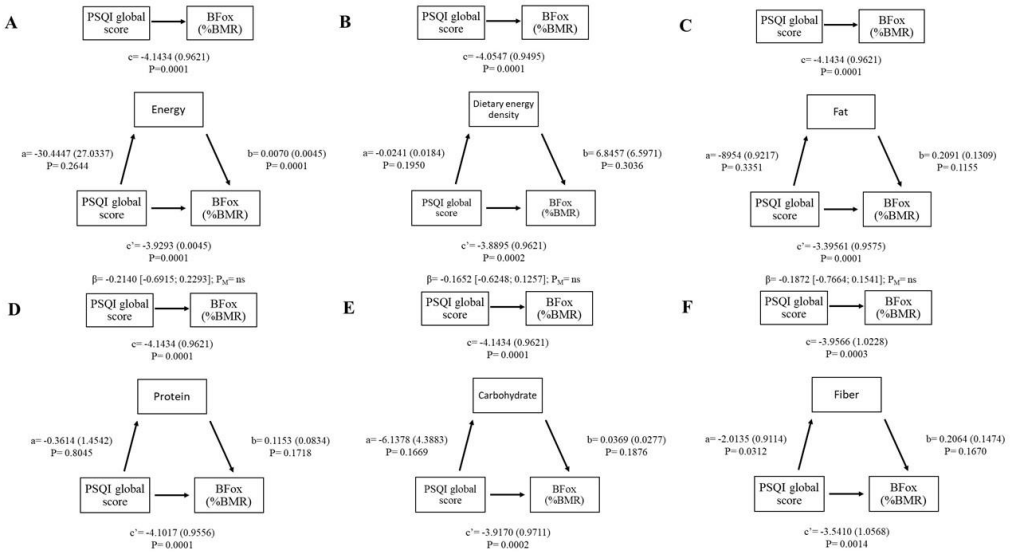 A
PSQI global
score
BFox
(%BMR)
c= -4.1434 (0.9621)
P=0.0001
Energy
a= -30.4447 (27.0337)
P= 0.2644
b= 0.0070 (0.0045)
P= 0.0001
PSQI global
score
BFox
(%BMR)
c'= -3.9293 (0.0045)
P=0.0001
β= -0.2140 [-0.6915; 0.2293]; PM= ns
B
PSQI global
score
BFox
(%BMR)
c= -4.0547 (0.9495)
P= 0.0001
Dietary energy
density
a= -0.0241 (0.0184)
P= 0.1950
b= 6.8457 (6.5971)
P= 0.3036
PSQI global
score
BFox
(%BMR)
c'= -3.8895 (0.9621)
P= 0.0002
β= -0.1652 [-0.6248; 0.1257]; PM= ns
C
PSQI global
score
BFox
(%BMR)
c= -4.1434 (0.9621)
P= 0.0001
Fat
a= -8954 (0.9217)
P= 0.3351
b= 0.2091 (0.1309)
P= 0.1155
PSQI global
score
BFox
(%BMR)
c'= -3.39561 (0.9575)
P= 0.0001
β= -0.1872 [-0.7664; 0.1541]; PM= ns
D
PSQI global
score
BFox
(%BMR)
c= -4.1434 (0.9621)
P= 0.0001
Protein
a= -0.3614 (1.4542)
P= 0.8045
b= 0.1153 (0.0834)
P= 0.1718
PSQI global
score
BFox
(%BMR)
c'= -4.1017 (0.9556)
P= 0.0001
E
PSQI global
score
BFox
(%BMR)
c= -4.1434 (0.9621)
P= 0.0001
Carbohydrate
a= -6.1378 (4.3883)
P= 0.1669
b= 0.0369 (0.0277)
P= 0.1876
PSQI global
score
BFox
(%BMR)
c'= -3.9170 (0.9711)
P= 0.0002
F
PSQI global
score
BFox
(%BMR)
c= -3.9566 (1.0228)
P= 0.0003
Fiber
a= -2.0135 (0.9114)
P= 0.0312
b= 0.2064 (0.1474)
P= 0.1670
PSQI global
score
BFox
(%BMR)
c'= -3.5410 (1.0568)
P= 0.0014